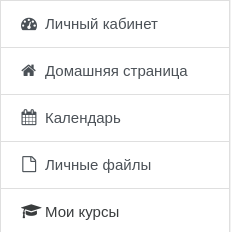 Личный кабинет
Домашняя страница
Календарь
Личные файлы
Мои курсы